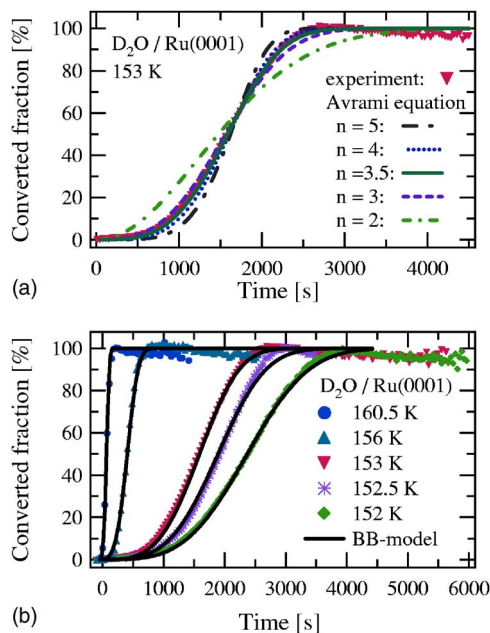 (a)
Converted fraction [%]
100
80
60
40
20
0
D₂O / Ru(0001)
153 K
experiment:
Avrami equation
n = 5:
n = 4:
n =3.5:
n = 3:
n = 2:
0 1000 2000 3000 4000
Time [s]
(b)
Converted fraction [%]
100
80
60
40
20
0
D₂O / Ru(0001)
160.5 K
156 K
153 K
152.5 K
152 K
BB-model
0 1000 2000 3000 4000 5000 6000
Time [s]